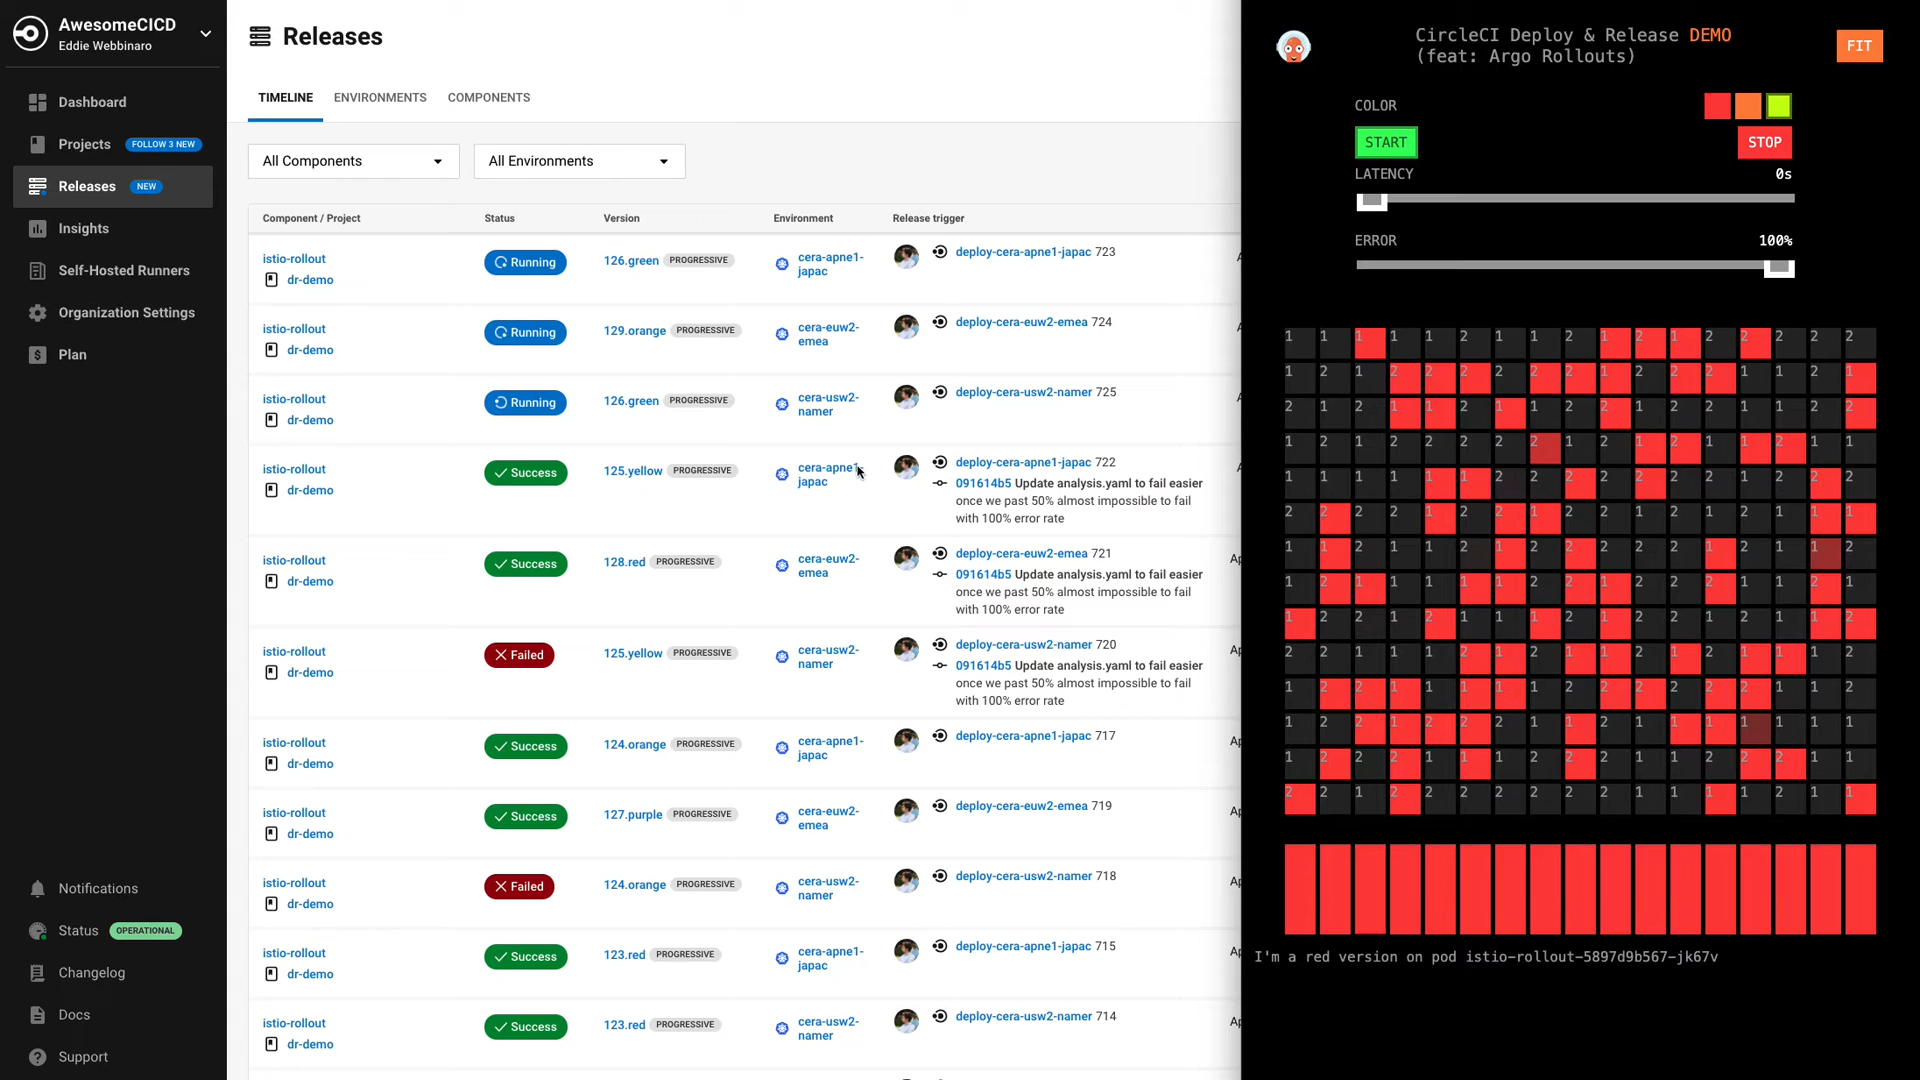 AwesomeCICD
Eddie Webbinaro
Dashboard
Projects FOLLOW 3 NEW
Releases NEW
Insights
Self-Hosted Runners
Organization Settings
Plan
Notifications
Status OPERATIONAL
Changelog
Docs
Support
Releases
TIMELINE ENVIRONMENTS COMPONENTS
All Components All Environments
Component / Project Status Version Environment Release trigger
istio-rollout
dr-demo
Running
126.green PROGRESSIVE
cera-apne1-
japac
deploy-cera-apne1-japac 723
istio-rollout
dr-demo
Running
129.orange PROGRESSIVE
cera-euw2-
emea
deploy-cera-euw2-emea 724
istio-rollout
dr-demo
Running
126.green PROGRESSIVE
cera-usw2-
namer
deploy-cera-usw2-namer 725
istio-rollout
dr-demo
Success
125.yellow PROGRESSIVE
cera-apne1-
japac
deploy-cera-apne1-japac 722
091614b5 Update analysis.yaml to fail easier
once we past 50% almost impossible to fail
with 100% error rate
istio-rollout
dr-demo
Success
128.red PROGRESSIVE
cera-euw2-
emea
deploy-cera-euw2-emea 721
091614b5 Update analysis.yaml to fail easier
once we past 50% almost impossible to fail
with 100% error rate
Ap
istio-rollout
dr-demo
Failed
125.yellow PROGRESSIVE
cera-usw2-
namer
deploy-cera-usw2-namer 720
091614b5 Update analysis.yaml to fail easier
once we past 50% almost impossible to fail
with 100% error rate
Ap
istio-rollout
dr-demo
Success
124.orange PROGRESSIVE
cera-apne1-
japac
deploy-cera-apne1-japac 717
Ap
istio-rollout
dr-demo
Success
127.purple PROGRESSIVE
cera-euw2-
emea
deploy-cera-euw2-emea 719
Ap
istio-rollout
dr-demo
Failed
124.orange PROGRESSIVE
cera-usw2-
namer
deploy-cera-usw2-namer 718
Ap
istio-rollout
dr-demo
Success
123.red PROGRESSIVE
cera-apne1-
japac
deploy-cera-apne1-japac 715
Ap
istio-rollout
dr-demo
Success
123.red PROGRESSIVE
cera-usw2-
namer
deploy-cera-usw2-namer 714
Ap
CircleCI Deploy & Release DEMO
(feat: Argo Rollouts)
FIT
COLOR
START STOP
LATENCY 0s
ERROR 100%
I'm a red version on pod istio-rollout-5897d9b567-jk67v